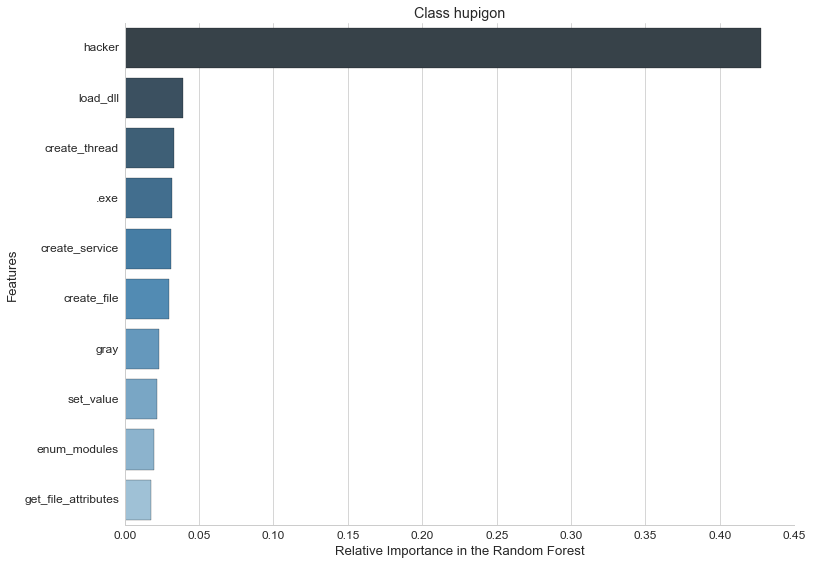 Class hupigon
Features
hacker
load_dll
create_thread
.exe
create_service
create_file
gray
set_value
enum_modules
get_file_attributes
0.00 0.05 0.10 0.15 0.20 0.25 0.30 0.35 0.40 0.45
Relative Importance in the Random Forest